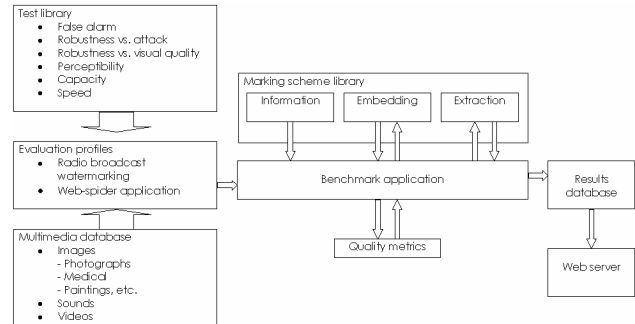 Test library
• False alarm
• Robustness vs. attack
• Robustness vs. visual quality
• Perceptibility
• Capacity
• Speed
Evaluation profiles
• Radio broadcast
watermarking
• Web-spider application
Multimedia database
• Images
- Photographs
- Medical
- Paintings, etc.
• Sounds
• Videos
Marking scheme library
Information
Embedding
Extraction
Benchmark application
Quality metrics
Results
database
Web server